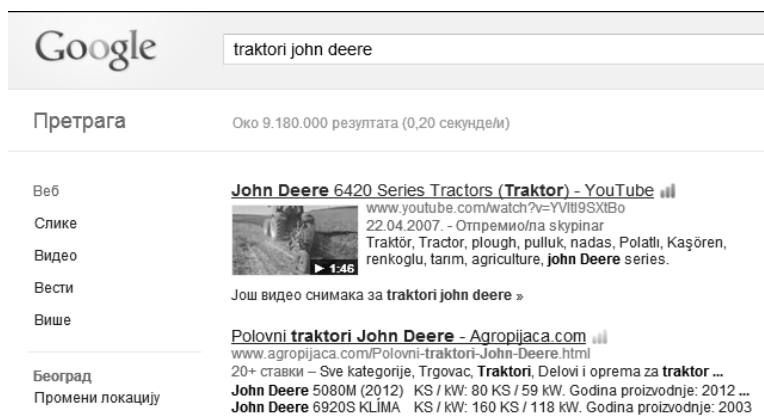 Google
traktori john deere
Претрага
Око 9.180.000 резултата (0,20 секунде/и)
Веб
Слике
Видео
Вести
Више
Београд
Промени локацију
John Deere 6420 Series Tractors (Traktor) - YouTube
www.youtube.com/watch?v=YVltI9SXtBo
22.04.2007. - Отпремио/ла skypinar
Traktör, Tractor, plough, pulluk, nadas, Polatlı, Kaşören,
renkoglu, tarım, agriculture, john Deere series.
1:46
Још видео снимака за traktori john deere »
Polovni traktori John Deere - Agropijaca.com
www.agropijaca.com/Polovni-traktori-John-Deere.html
20+ ставки – Sve kategorije, Trgovac, Traktori, Delovi i oprema za traktor ...
John Deere 5080M (2012) KS / kW: 80 KS / 59 kW. Godina proizvodnje: 2012 ...
John Deere 6920S KLÍMA KS / kW: 160 KS / 118 kW. Godina proizvodnje: 2003